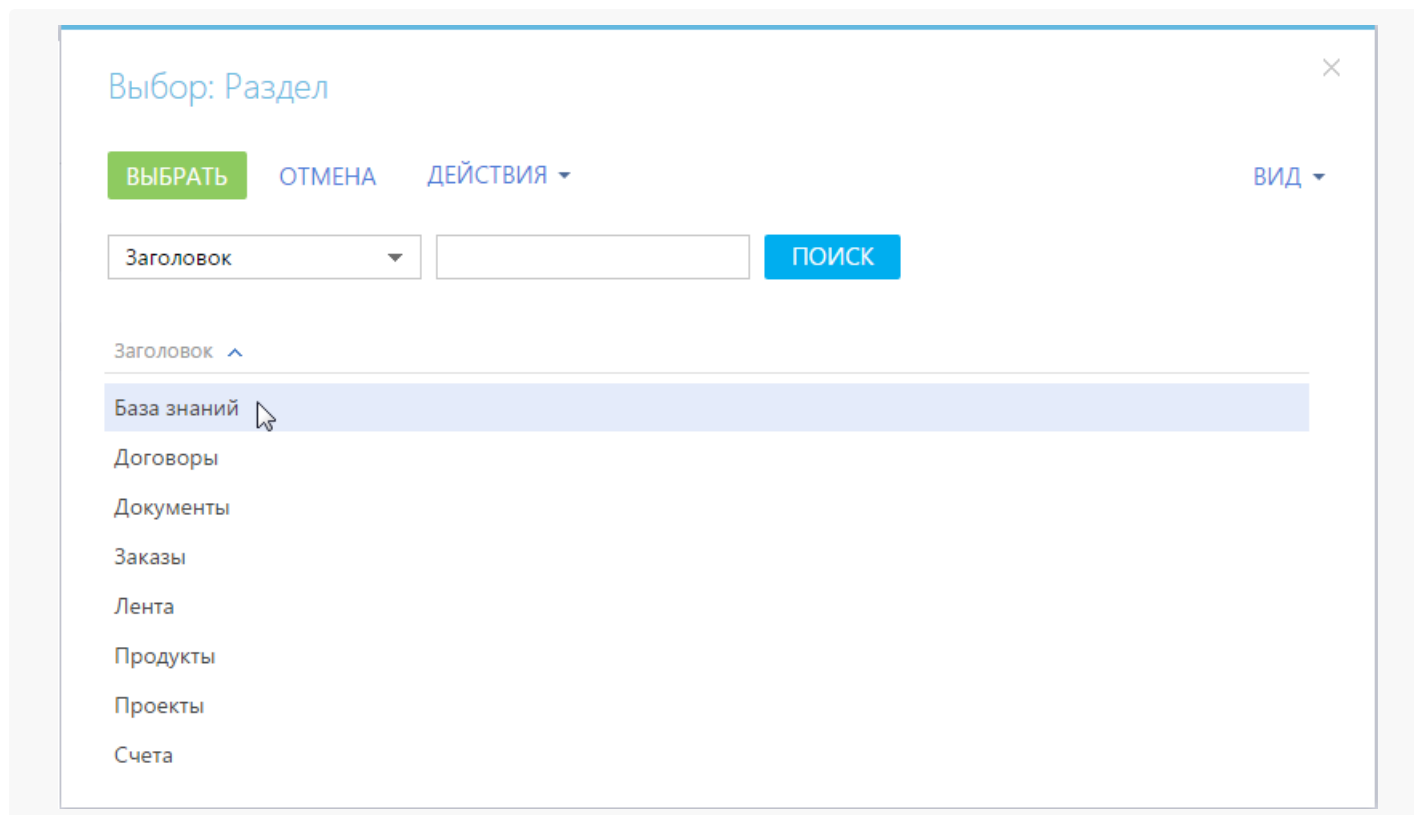 Выбор: Раздел
ВЫБРАТЬ ОТМЕНА ДЕЙСТВИЯ ВИД
Заголовок ПОИСК
Заголовок
База знаний
Договоры
Документы
Заказы
Лента
Продукты
Проекты
Счета